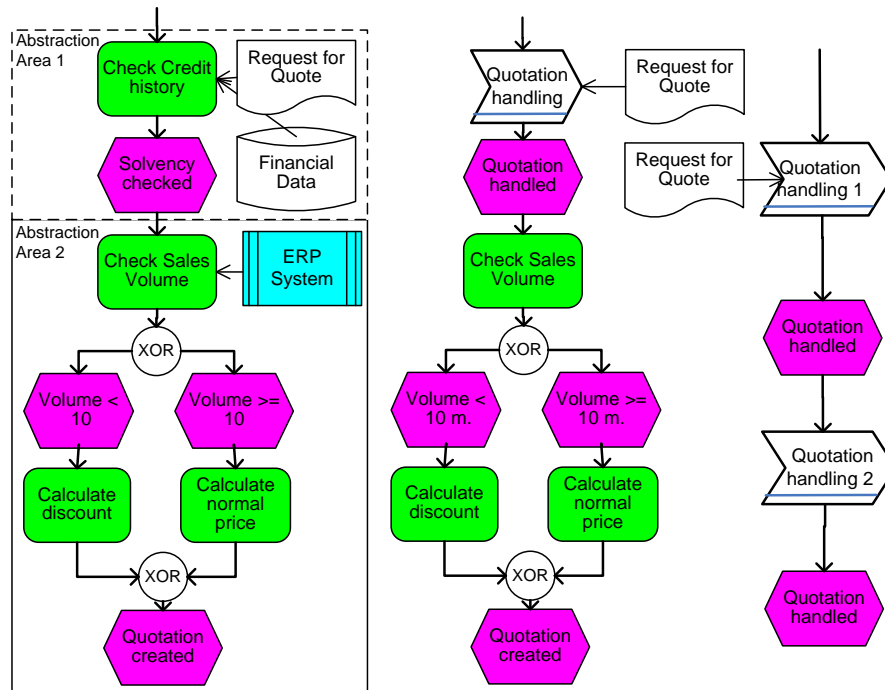 Abstraction
Area 1
Check Credit
history
Request for
Quote
Solvency
checked
Financial
Data
Abstraction
Area 2
Check Sales
Volume
ERP
System
XOR
Volume <
10
Volume >=
10
Calculate
discount
Calculate
normal
price
XOR
Quotation
created
Quotation
handling
Request for
Quote
Quotation
handled
Check Sales
Volume
XOR
Volume <
10 m.
Volume >=
10 m.
Calculate
discount
Calculate
normal
price
XOR
Quotation
created
Request for
Quote
Quotation
handling 1
Quotation
handled
Quotation
handling 2
Quotation
handled